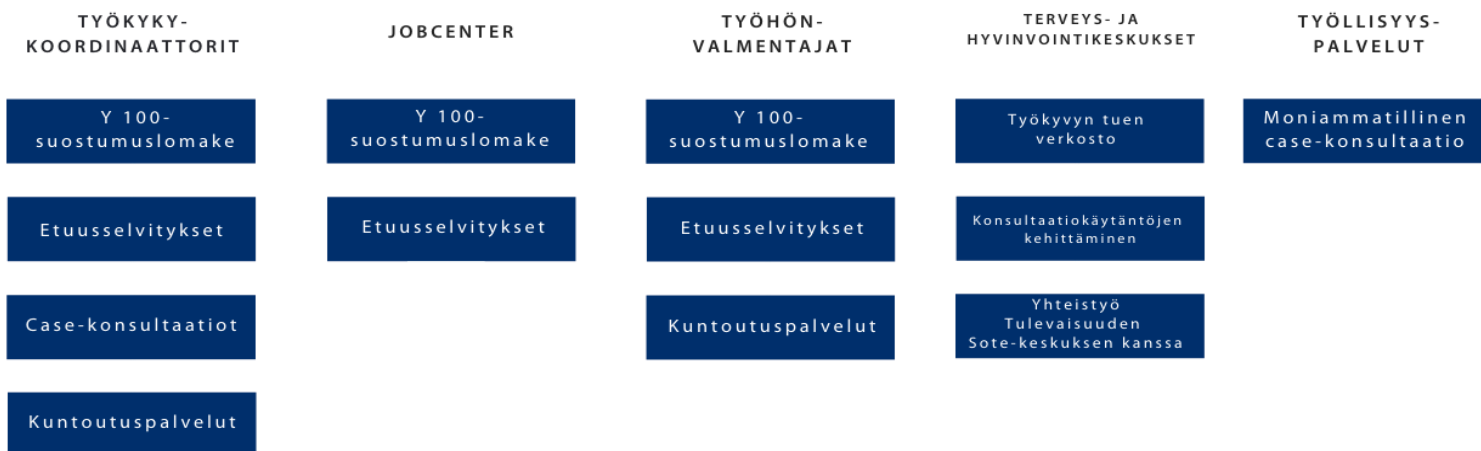 TYÖKYKY-
KOORDINAATTORIT
Y 100-
suostumuslomake
Etuusselvitykset
Case-konsultaatiot
Kuntoutuspalvelut
JOBCENTER
Y 100-
suostumuslomake
Etuusselvitykset
TYÖHÖN-
VALMENTAJAT
Y 100-
suostumuslomake
Etuusselvitykset
Kuntoutuspalvelut
TERVEYS- JA
HYVINVOINTIKESKUKSET
Työkyvyn tuen
verkosto
Konsultaatiokäytäntöjen
kehittäminen
Yhteistyö
Tulevaisuuden
Sote-keskuksen kanssa
TYÖLLISYYS-
PALVELUT
Moniammatillinen
case-konsultaatio